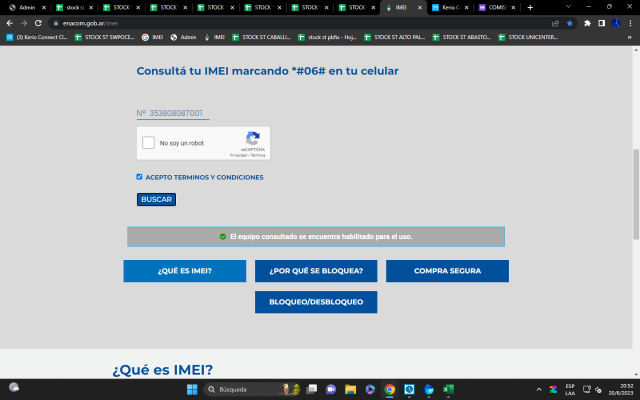 Admin
stock st
STOCK
STOCK
STOCK
STOCK
STOCK
STOCK
IMEI
Kerio C
COMIS
enacom.gob.ar/imei
(3) Kerio Connect Cl...
STOCK ST SWPOCE...
IMEI
Admin
IMEI
STOCK ST CABALLI...
stock st pbfix - Hoj...
STOCK ST ALTO PAL...
STOCK ST ABASTO...
STOCK UNICENTER...
Consultá tu IMEI marcando *#06# en tu celular
Nº 353808087007
No soy un robot
reCAPTCHA
Privacidad - Términos
ACEPTO TERMINOS Y CONDICIONES
BUSCAR
El equipo consultado se encuentra habilitado para el uso.
¿QUÉ ES IMEI?
¿POR QUÉ SE BLOQUEA?
COMPRA SEGURA
BLOQUEO/DESBLOQUEO
¿Qué es IMEI?
Búsqueda
ESP
LAA
20:52
20/6/2023